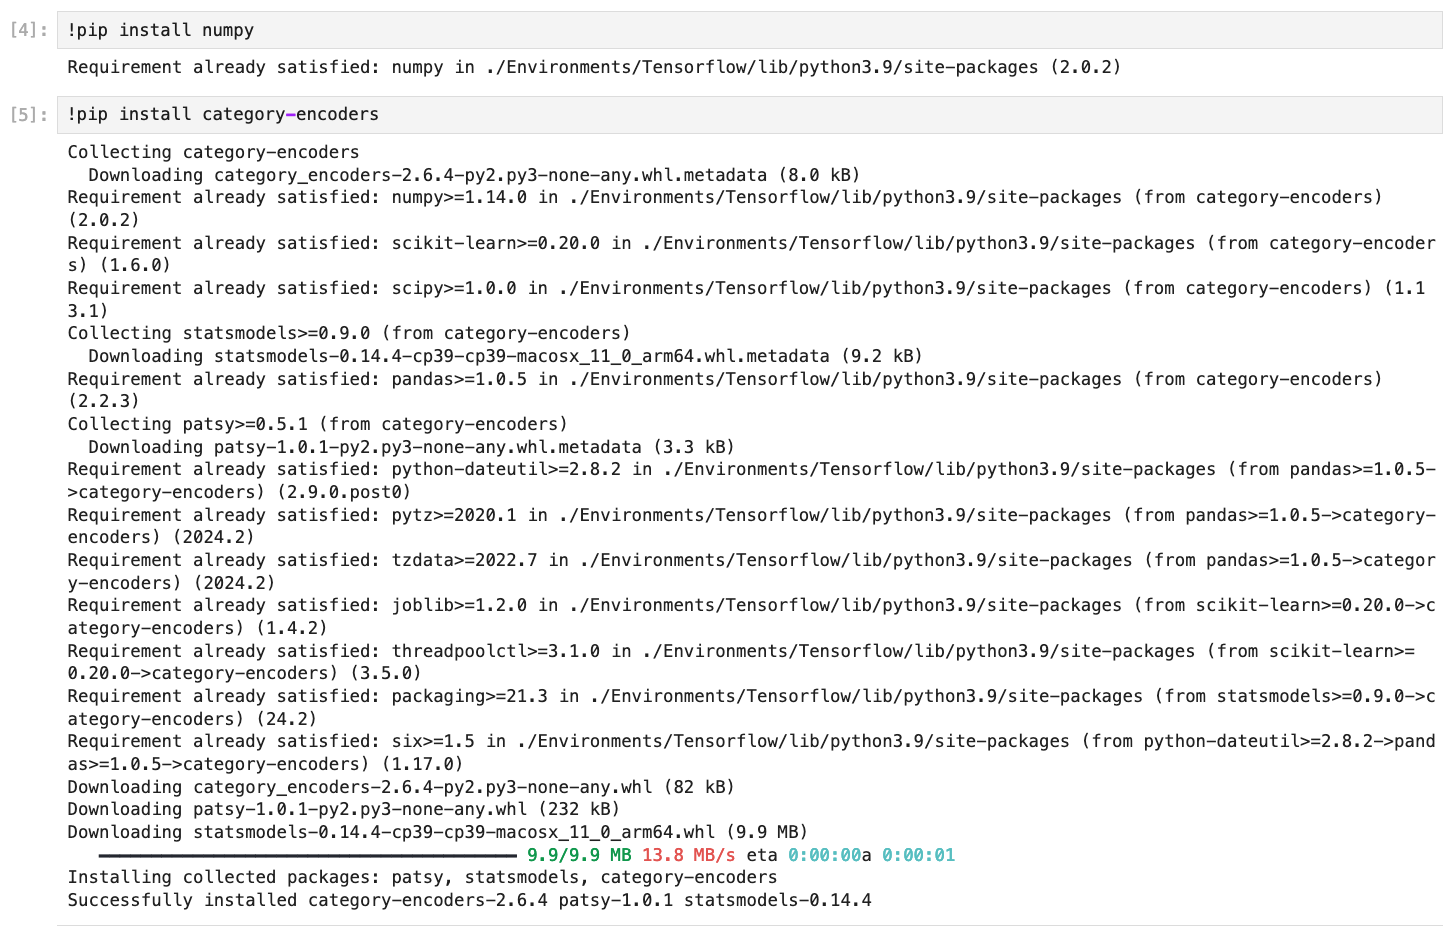 [4]: !pip install numpy
Requirement already satisfied: numpy in ./Environments/Tensorflow/lib/python3.9/site-packages (2.0.2)
[5]: !pip install category-encoders
Collecting category-encoders
  Downloading category_encoders-2.6.4-py2.py3-none-any.whl.metadata (8.0 kB)
Requirement already satisfied: numpy>=1.14.0 in ./Environments/Tensorflow/lib/python3.9/site-packages (from category-encoders)
(2.0.2)
Requirement already satisfied: scikit-learn>=0.20.0 in ./Environments/Tensorflow/lib/python3.9/site-packages (from category-encoder
s) (1.6.0)
Requirement already satisfied: scipy>=1.0.0 in ./Environments/Tensorflow/lib/python3.9/site-packages (from category-encoders) (1.1
3.1)
Collecting statsmodels>=0.9.0 (from category-encoders)
  Downloading statsmodels-0.14.4-cp39-cp39-macosx_11_0_arm64.whl.metadata (9.2 kB)
Requirement already satisfied: pandas>=1.0.5 in ./Environments/Tensorflow/lib/python3.9/site-packages (from category-encoders)
(2.2.3)
Collecting patsy>=0.5.1 (from category-encoders)
  Downloading patsy-1.0.1-py2.py3-none-any.whl.metadata (3.3 kB)
Requirement already satisfied: python-dateutil>=2.8.2 in ./Environments/Tensorflow/lib/python3.9/site-packages (from pandas>=1.0.5-
>category-encoders) (2.9.0.post0)
Requirement already satisfied: pytz>=2020.1 in ./Environments/Tensorflow/lib/python3.9/site-packages (from pandas>=1.0.5->category-
encoders) (2024.2)
Requirement already satisfied: tzdata>=2022.7 in ./Environments/Tensorflow/lib/python3.9/site-packages (from pandas>=1.0.5->categor
y-encoders) (2024.2)
Requirement already satisfied: joblib>=1.2.0 in ./Environments/Tensorflow/lib/python3.9/site-packages (from scikit-learn>=0.20.0->c
ategory-encoders) (1.4.2)
Requirement already satisfied: threadpoolctl>=3.1.0 in ./Environments/Tensorflow/lib/python3.9/site-packages (from scikit-learn>=
0.20.0->category-encoders) (3.5.0)
Requirement already satisfied: packaging>=21.3 in ./Environments/Tensorflow/lib/python3.9/site-packages (from statsmodels>=0.9.0->c
ategory-encoders) (24.2)
Requirement already satisfied: six>=1.5 in ./Environments/Tensorflow/lib/python3.9/site-packages (from python-dateutil>=2.8.2->pand
as>=1.0.5->category-encoders) (1.17.0)
Downloading category_encoders-2.6.4-py2.py3-none-any.whl (82 kB)
Downloading patsy-1.0.1-py2.py3-none-any.whl (232 kB)
Downloading statsmodels-0.14.4-cp39-cp39-macosx_11_0_arm64.whl (9.9 MB)
9.9/9.9 MB 13.8 MB/s eta 0:00:00a 0:00:01
Installing collected packages: patsy, statsmodels, category-encoders
Successfully installed category-encoders-2.6.4 patsy-1.0.1 statsmodels-0.14.4